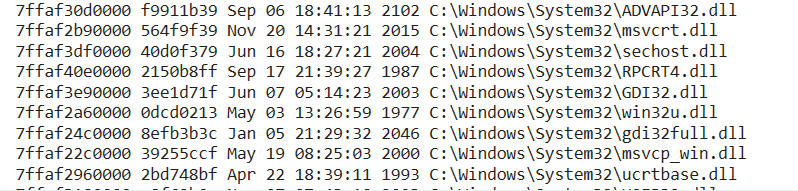 7ffaf30d0000 f9911b39 Sep 06 18:41:13 2102 C:\Windows\System32\ADVAPI32.dll
7ffaf2b90000 564f9f39 Nov 20 14:31:21 2015 C:\Windows\System32\msvcrt.dll
7ffaf3df0000 40d0f379 Jun 16 18:27:21 2004 C:\Windows\System32\sechost.dll
7ffaf40e0000 2150b8ff Sep 17 21:39:27 1987 C:\Windows\System32\RPCRT4.dll
7ffaf3e90000 3ee1d71f Jun 07 05:14:23 2003 C:\Windows\System32\GDI32.dll
7ffaf2a60000 0dcd0213 May 03 13:26:59 1977 C:\Windows\System32\win32u.dll
7ffaf24c0000 8efb3b3c Jan 05 21:29:32 2046 C:\Windows\System32\gdi32full.dll
7ffaf22c0000 39255ccf May 19 08:25:03 2000 C:\Windows\System32\msvcp_win.dll
7ffaf2960000 2bd748bf Apr 22 18:39:11 1993 C:\Windows\System32\ucrtbase.dll